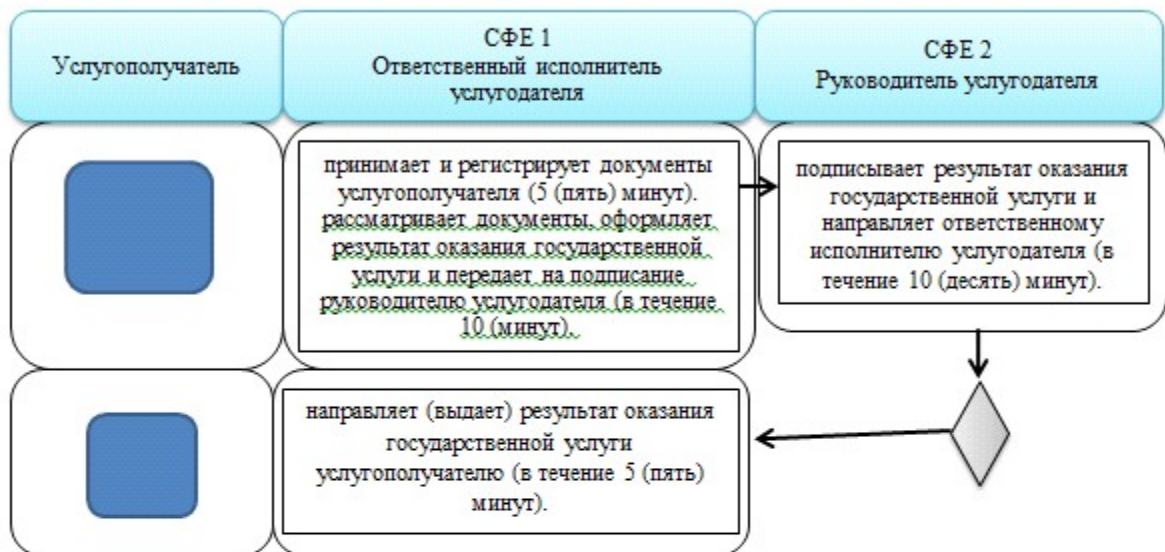 Услугополучатель
СФЕ 1
Ответственный исполнитель
услугодателя
СФЕ 2
Руководитель услугодателя
принимает и регистрирует документы
услугополучателя (5 (пять) минут).
рассматривает документы, оформляет
результат оказания государственной
услуги и передает на подписание
руководителю услугодателя (в течение
10 (минут).
подписывает результат оказания
государственной услуги и
направляет ответственному
исполнителю услугодателя (в
течение 10 (десять) минут).
направляет (выдает) результат оказания
государственной услуги
услугополучателю (в течение 5 (пять)
минут).